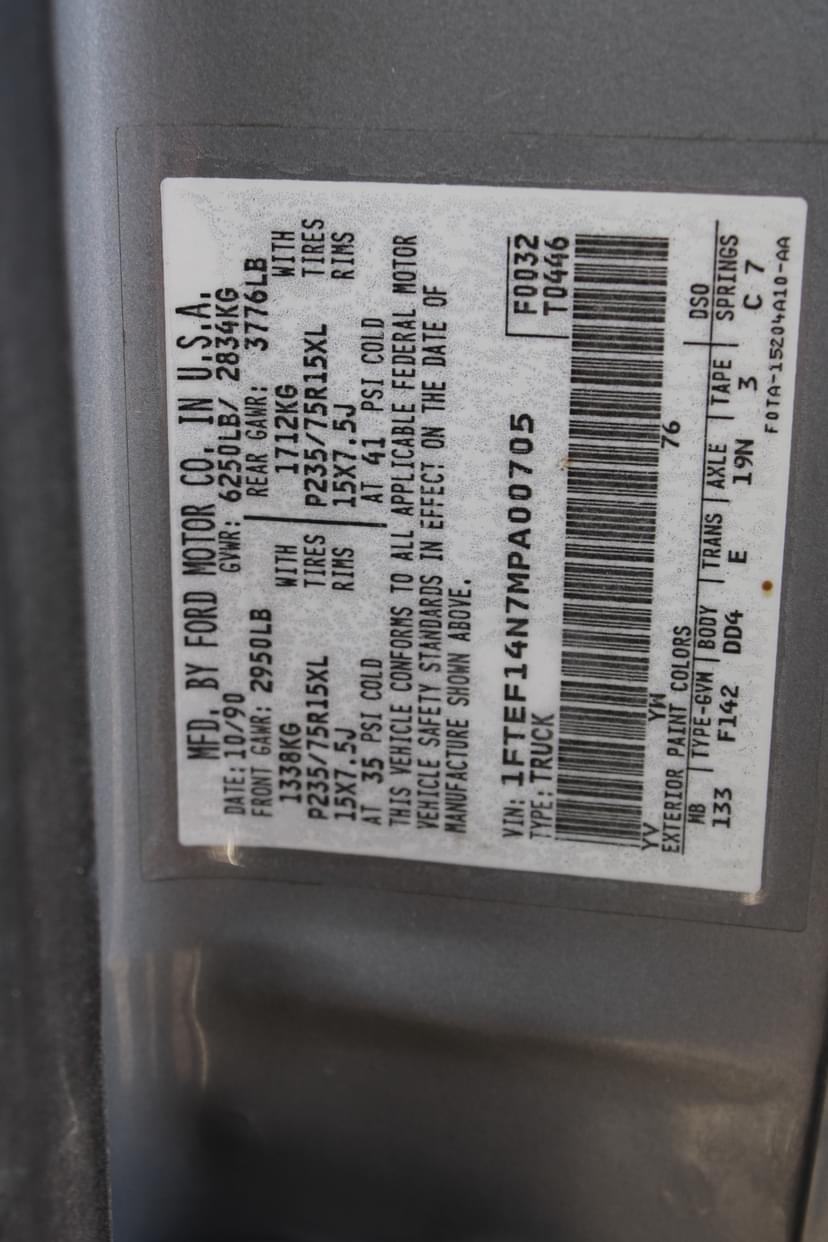 MFD. BY FORD MOTOR CO. IN U.S.A.
DATE: 10/90 GVWR: 6250LB/ 2834KG
FRONT GAWR: 2950LB REAR GAWR: 3776LB
1338KG WITH 1712KG WITH
P235/75R15XL TIRES P235/75R15XL TIRES
15X7.5J RIMS 15X7.5J RIMS
AT 35 PSI COLD AT 41 PSI COLD
THIS VEHICLE CONFORMS TO ALL APPLICABLE FEDERAL MOTOR
VEHICLE SAFETY STANDARDS IN EFFECT ON THE DATE OF
MANUFACTURE SHOWN ABOVE.
VIN: 1FTEF14N7MPA00705 F0032
TYPE: TRUCK T0446
YV YW 76
EXTERIOR PAINT COLORS DSO
WB TYPE-GVM BODY TRANS AXLE TAPE SPRINGS
133 F142 DD4 E 19N 3 C 7
F0TA-15204A10-AA